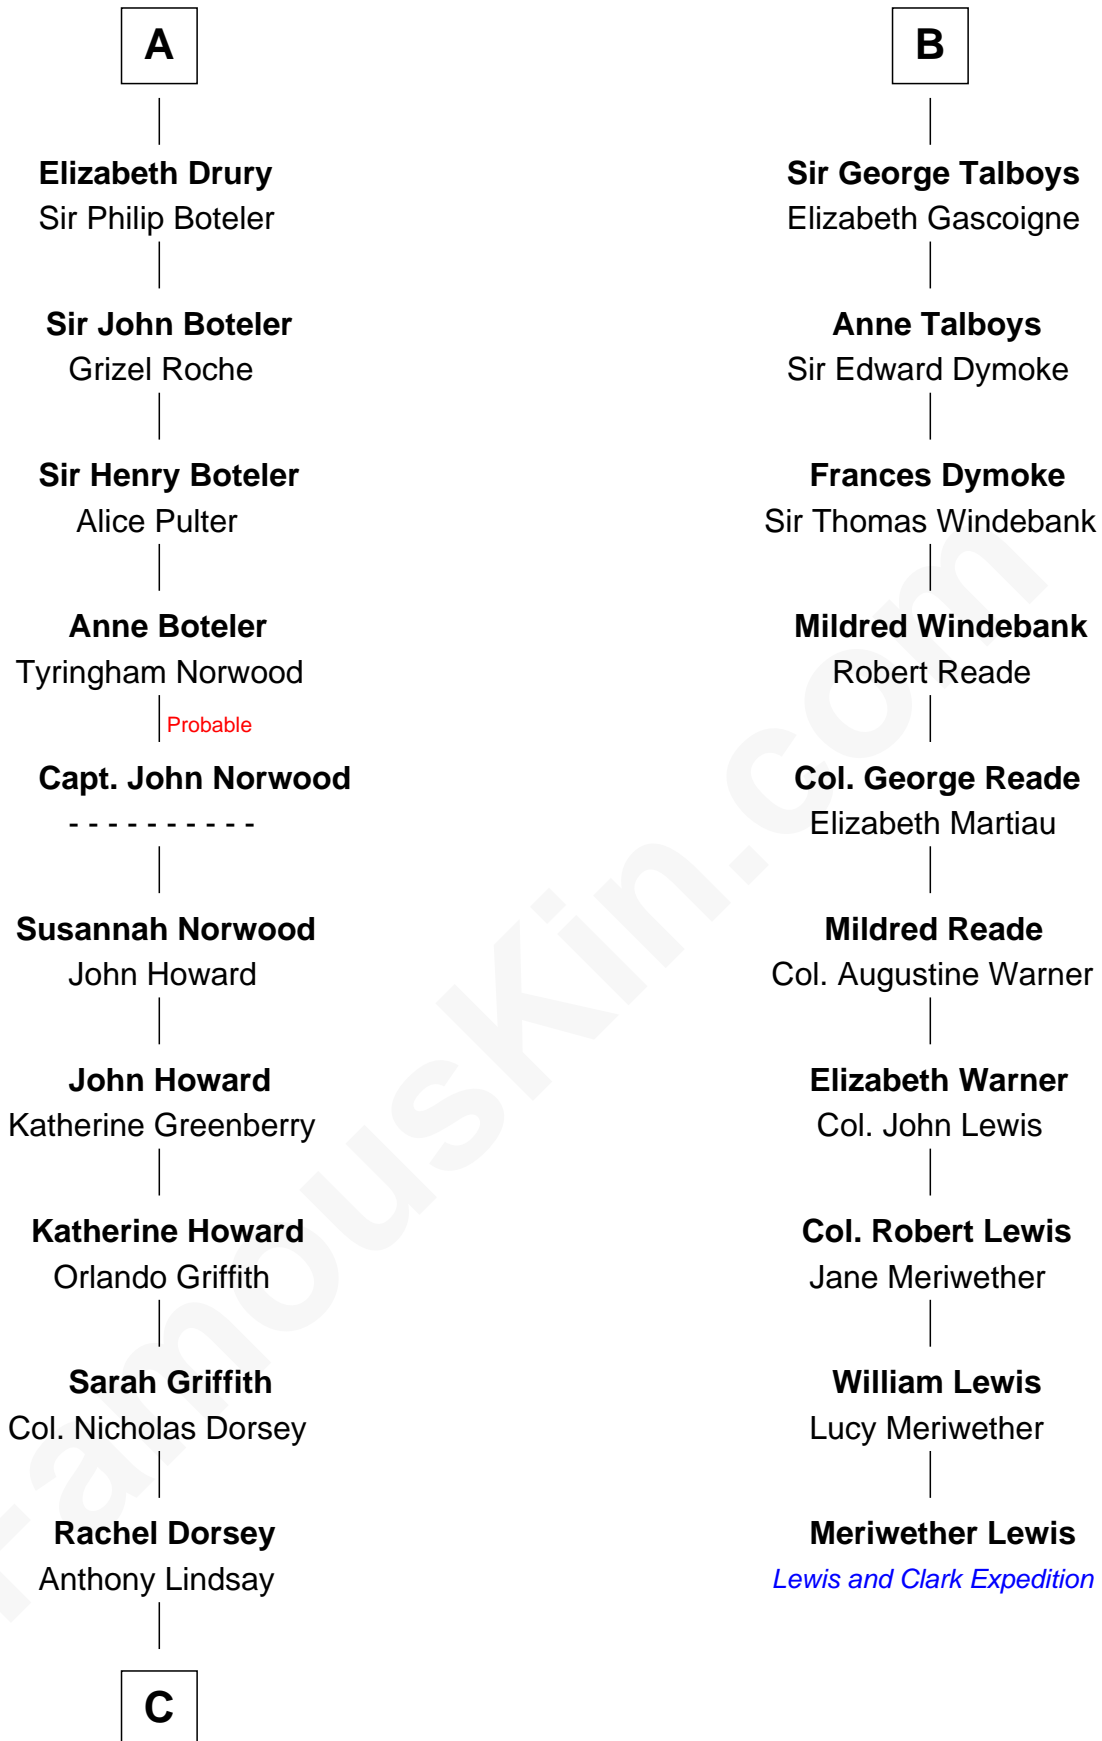 A
Elizabeth Drury
Sir Philip Boteler
Sir John Boteler
Grizel Roche
Sir Henry Boteler
Alice Pulter
Anne Boteler
Tyringham Norwood
Probable
Capt. John Norwood
- - - - - - - - - -
Susannah Norwood
John Howard
John Howard
Katherine Greenberry
Katherine Howard
Orlando Griffith
Sarah Griffith
Col. Nicholas Dorsey
Rachel Dorsey
Anthony Lindsay
C
B
Sir George Talboys
Elizabeth Gascoigne
Anne Talboys
Sir Edward Dymoke
Frances Dymoke
Sir Thomas Windebank
Mildred Windebank
Robert Reade
Col. George Reade
Elizabeth Martiau
Mildred Reade
Col. Augustine Warner
Elizabeth Warner
Col. John Lewis
Col. Robert Lewis
Jane Meriwether
William Lewis
Lucy Meriwether
Meriwether Lewis
Lewis and Clark Expedition
FamousKin.com